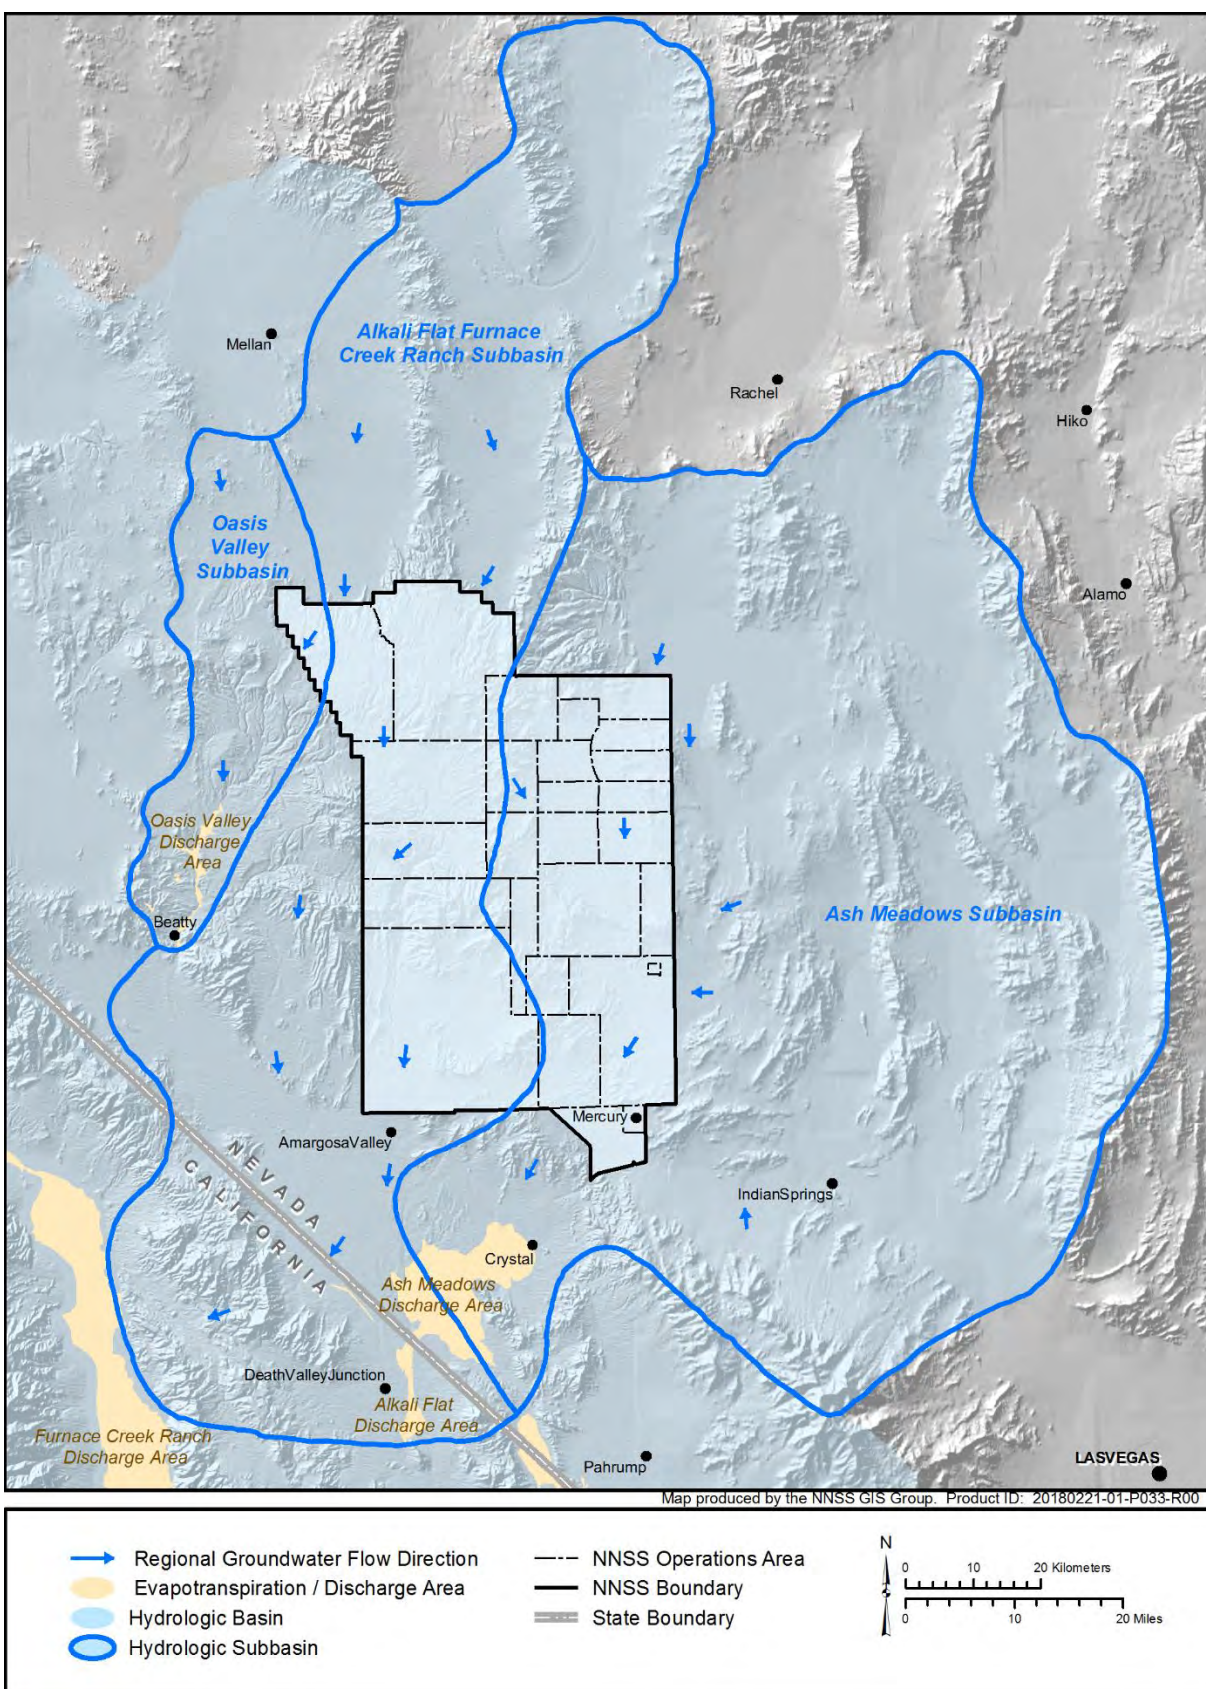 Mellan
Alkali Flat Furnace
Creek Ranch Subbasin
Rachel
Hiko
Oasis
Valley
Subbasin
Alamo
Oasis Valley
Discharge
Area
Beatty
Ash Meadows Subbasin
Mercury
AmargosaValley
NEVADA
CALIFORNIA
IndianSprings
Crystal
Ash Meadows
Discharge Area
DeathValleyJunction
Alkali Flat
Discharge Area
Furnace Creek Ranch
Discharge Area
Pahrump
LASVEGAS
Map produced by the NNSS GIS Group. Product ID: 20180221-01-P033-R00
Regional Groundwater Flow Direction
Evapotranspiration / Discharge Area
Hydrologic Basin
Hydrologic Subbasin
NNSS Operations Area
NNSS Boundary
State Boundary
N
0 10 20 Kilometers
0 10 20 Miles